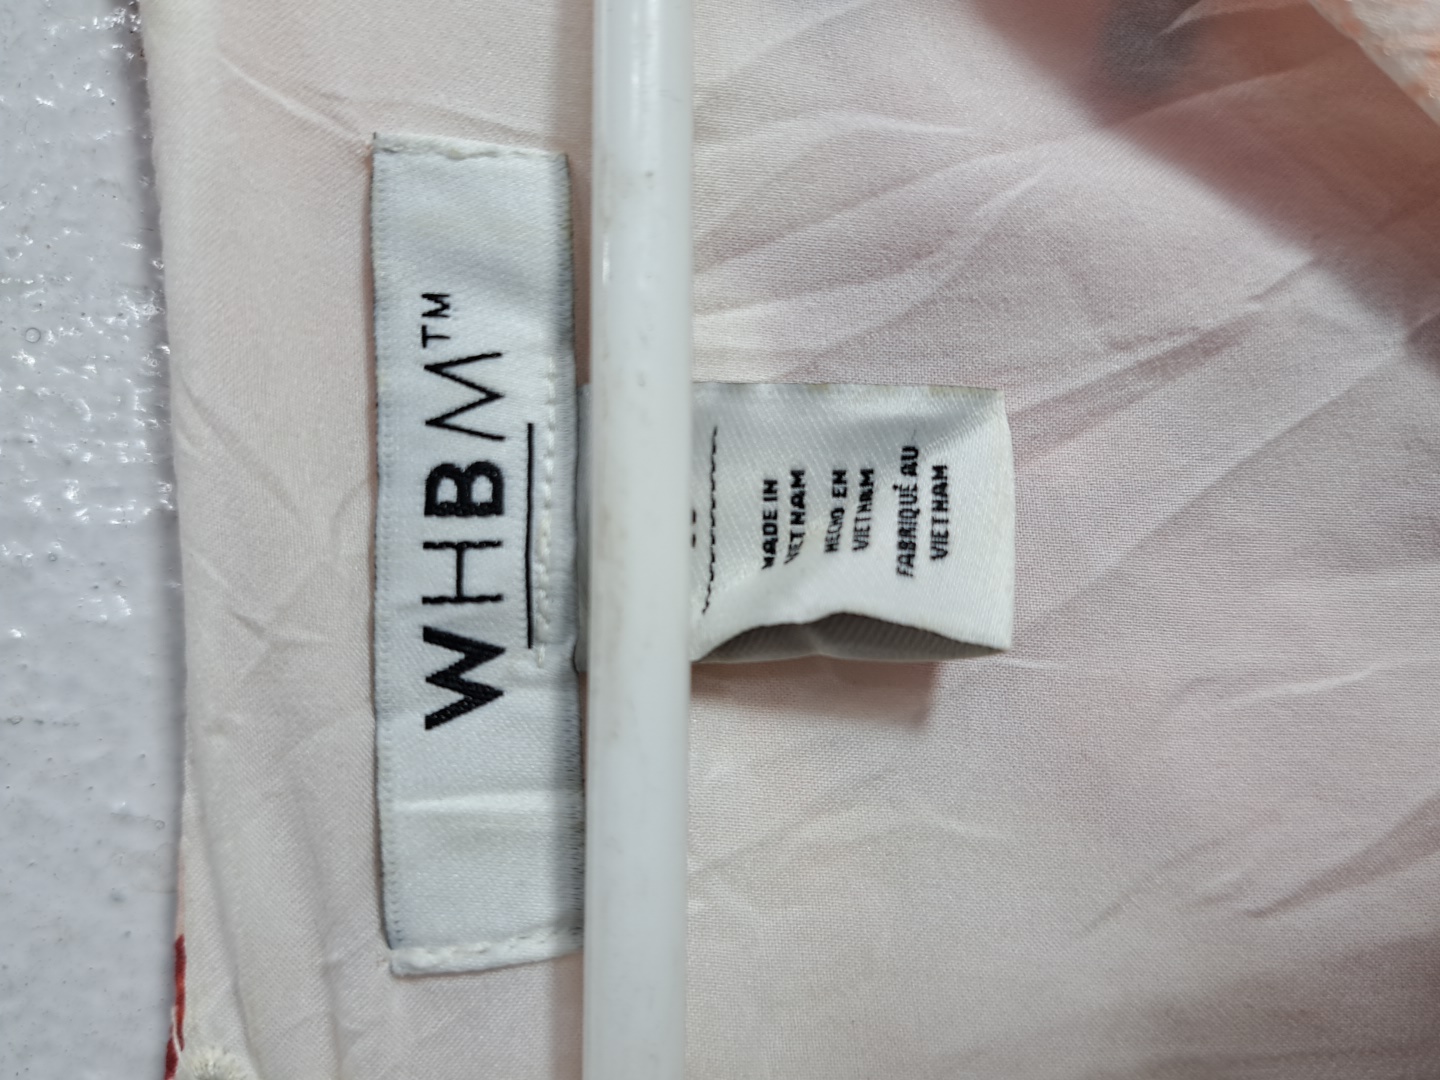 WHBM™
MADE IN
VIETNAM
HECHO EN
VIETNAM
FABRIQUÉ AU
VIETNAM